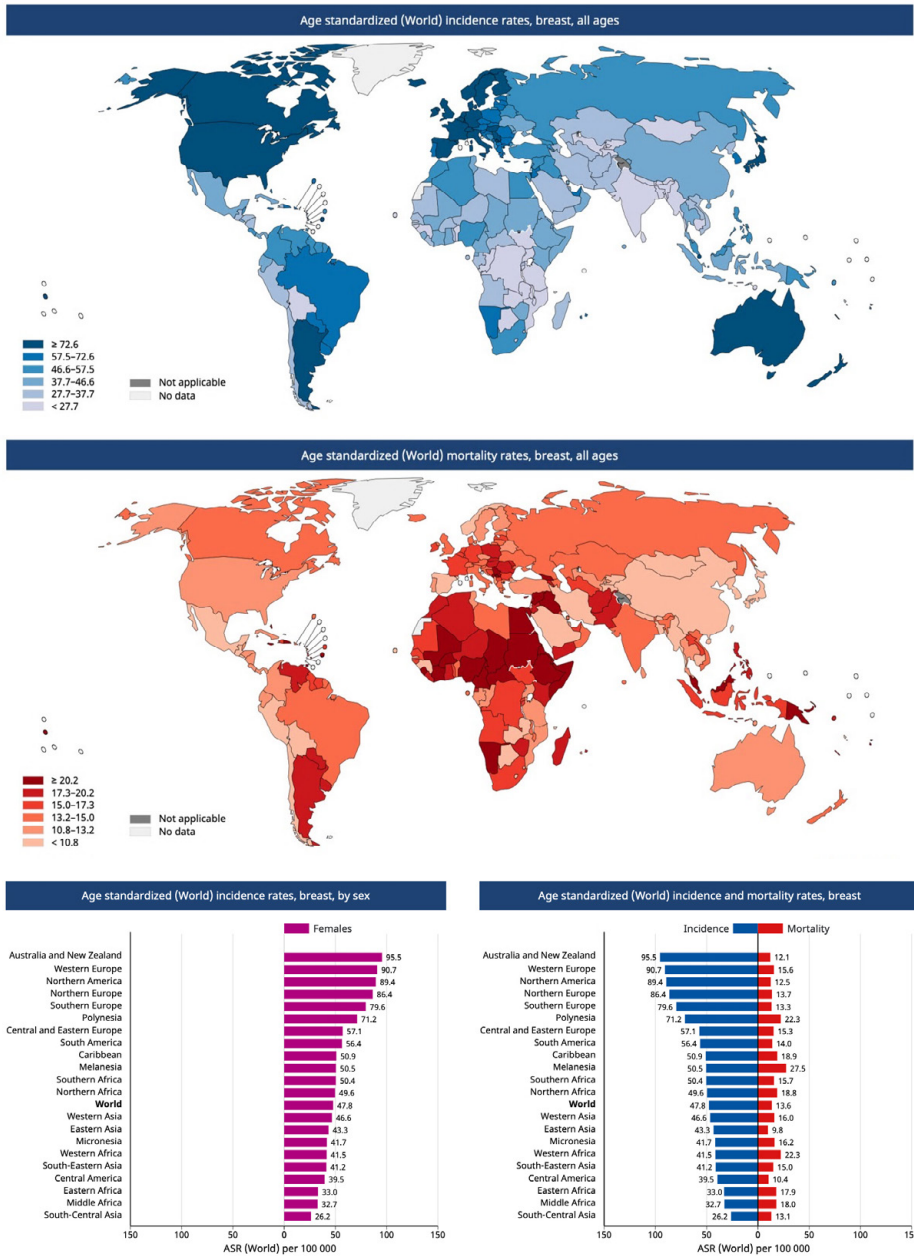 Age standardized (World) incidence rates, breast, all ages
≥ 72.6
57.5–72.6
46.6–57.5
37.7–46.6
27.7–37.7
< 27.7
Not applicable
No data
Age standardized (World) mortality rates, breast, all ages
≥ 20.2
17.3–20.2
15.0–17.3
13.2–15.0
10.8–13.2
< 10.8
Not applicable
No data
Age standardized (World) incidence rates, breast, by sex
Females
Australia and New Zealand 95.5
Western Europe 90.7
Northern America 89.4
Northern Europe 86.4
Southern Europe 79.6
Polynesia 71.2
Central and Eastern Europe 57.1
South America 56.4
Caribbean 50.9
Melanesia 50.5
Southern Africa 50.4
Northern Africa 49.6
World 47.8
Western Asia 46.6
Eastern Asia 43.3
Micronesia 41.7
Western Africa 41.5
South-Eastern Asia 41.2
Central America 39.5
Eastern Africa 33.0
Middle Africa 32.7
South-Central Asia 26.2
150 100 50 0 50 100 150
ASR (World) per 100 000
Age standardized (World) incidence and mortality rates, breast
Incidence Mortality
Australia and New Zealand 95.5 12.1
Western Europe 90.7 15.6
Northern America 89.4 12.5
Northern Europe 86.4 13.7
Southern Europe 79.6 13.3
Polynesia 71.2 22.3
Central and Eastern Europe 57.1 15.3
South America 56.4 14.0
Caribbean 50.9 18.9
Melanesia 50.5 27.5
Southern Africa 50.4 15.7
Northern Africa 49.6 18.8
World 47.8 13.6
Western Asia 46.6 16.0
Eastern Asia 43.3 9.8
Micronesia 41.7 16.2
Western Africa 41.5 22.3
South-Eastern Asia 41.2 15.0
Central America 39.5 10.4
Eastern Africa 33.0 17.9
Middle Africa 32.7 18.0
South-Central Asia 26.2 13.1
150 100 50 0 50 100 15
ASR (World) per 100 000